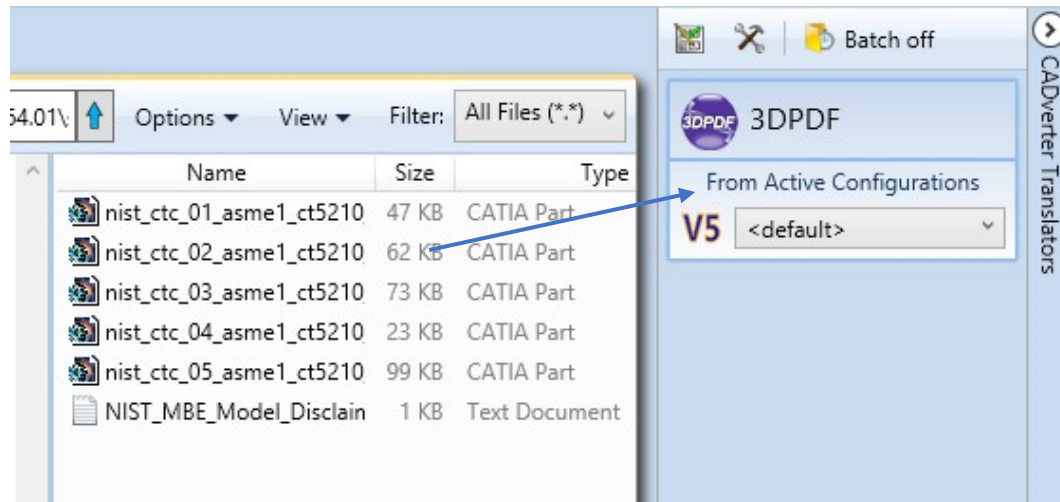 Batch off
54.01\
Options
View
Filter:
All Files (*.*)
Name Size Type
nist_ctc_01_asme1_ct5210 47 KB CATIA Part
nist_ctc_02_asme1_ct5210 62 KB CATIA Part
nist_ctc_03_asme1_ct5210 73 KB CATIA Part
nist_ctc_04_asme1_ct5210 23 KB CATIA Part
nist_ctc_05_asme1_ct5210 99 KB CATIA Part
NIST_MBE_Model_Disclain 1 KB Text Document
3DPDF 3DPDF
From Active Configurations
V5 <default>
CADverter Translators